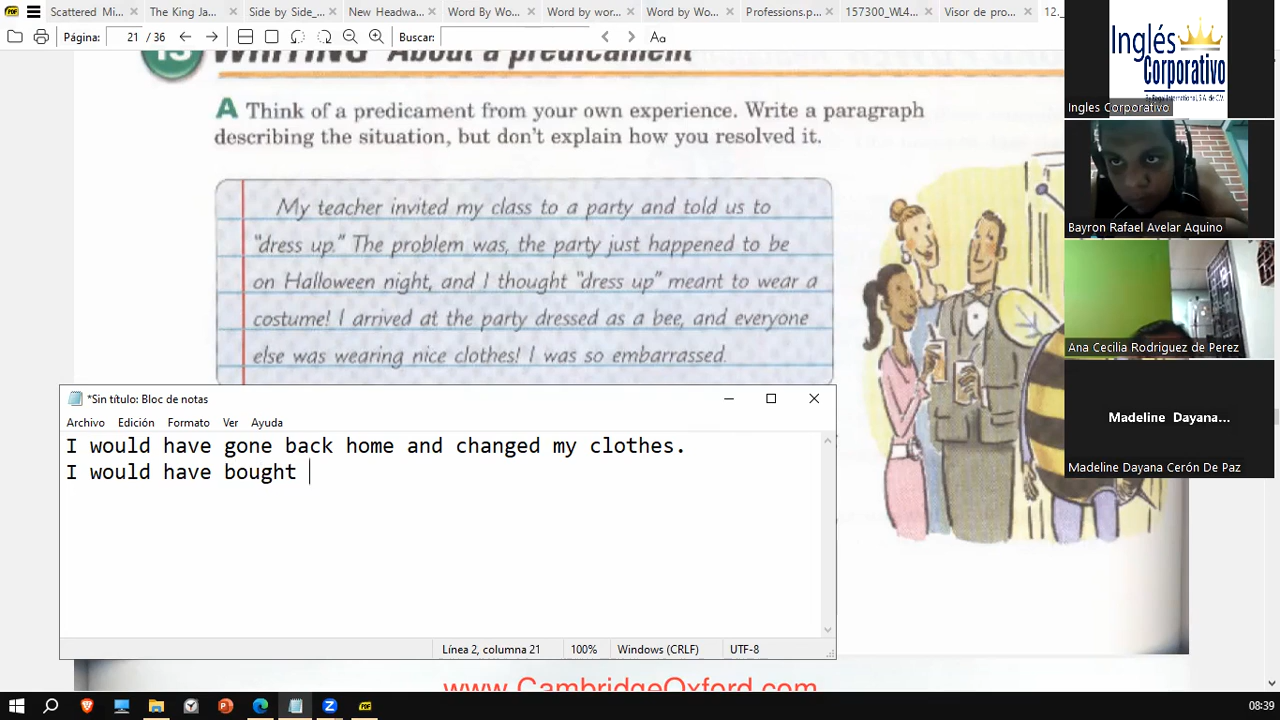 Scattered Mi...
The King Ja...
Side by Side_...
New Headwa...
Word By Wo...
Word by wor...
Word by Wo...
Professions.p...
157300_WL4...
Visor de pro...
12._
Página: 21 / 36
Buscar:
Aa
WRITING About a predicament
A Think of a predicament from your own experience. Write a paragraph
describing the situation, but don't explain how you resolved it.
My teacher invited my class to a party and told us to
"dress up." The problem was, the party just happened to be
on Halloween night, and I thought "dress up" meant to wear a
costume! I arrived at the party dressed as a bee, and everyone
else was wearing nice clothes! I was so embarrassed.
*Sin título: Bloc de notas
Archivo Edición Formato Ver Ayuda
I would have gone back home and changed my clothes.
I would have bought
Línea 2, columna 21 100% Windows (CRLF) UTF-8
www.CambridgeOxford.com
Inglés
Corporativo
Ingles Corporativo
Bayron Rafael Avelar Aquino
Ana Cecilia Rodriguez de Perez
Madeline Dayana...
Madeline Dayana Cerón De Paz
08:39